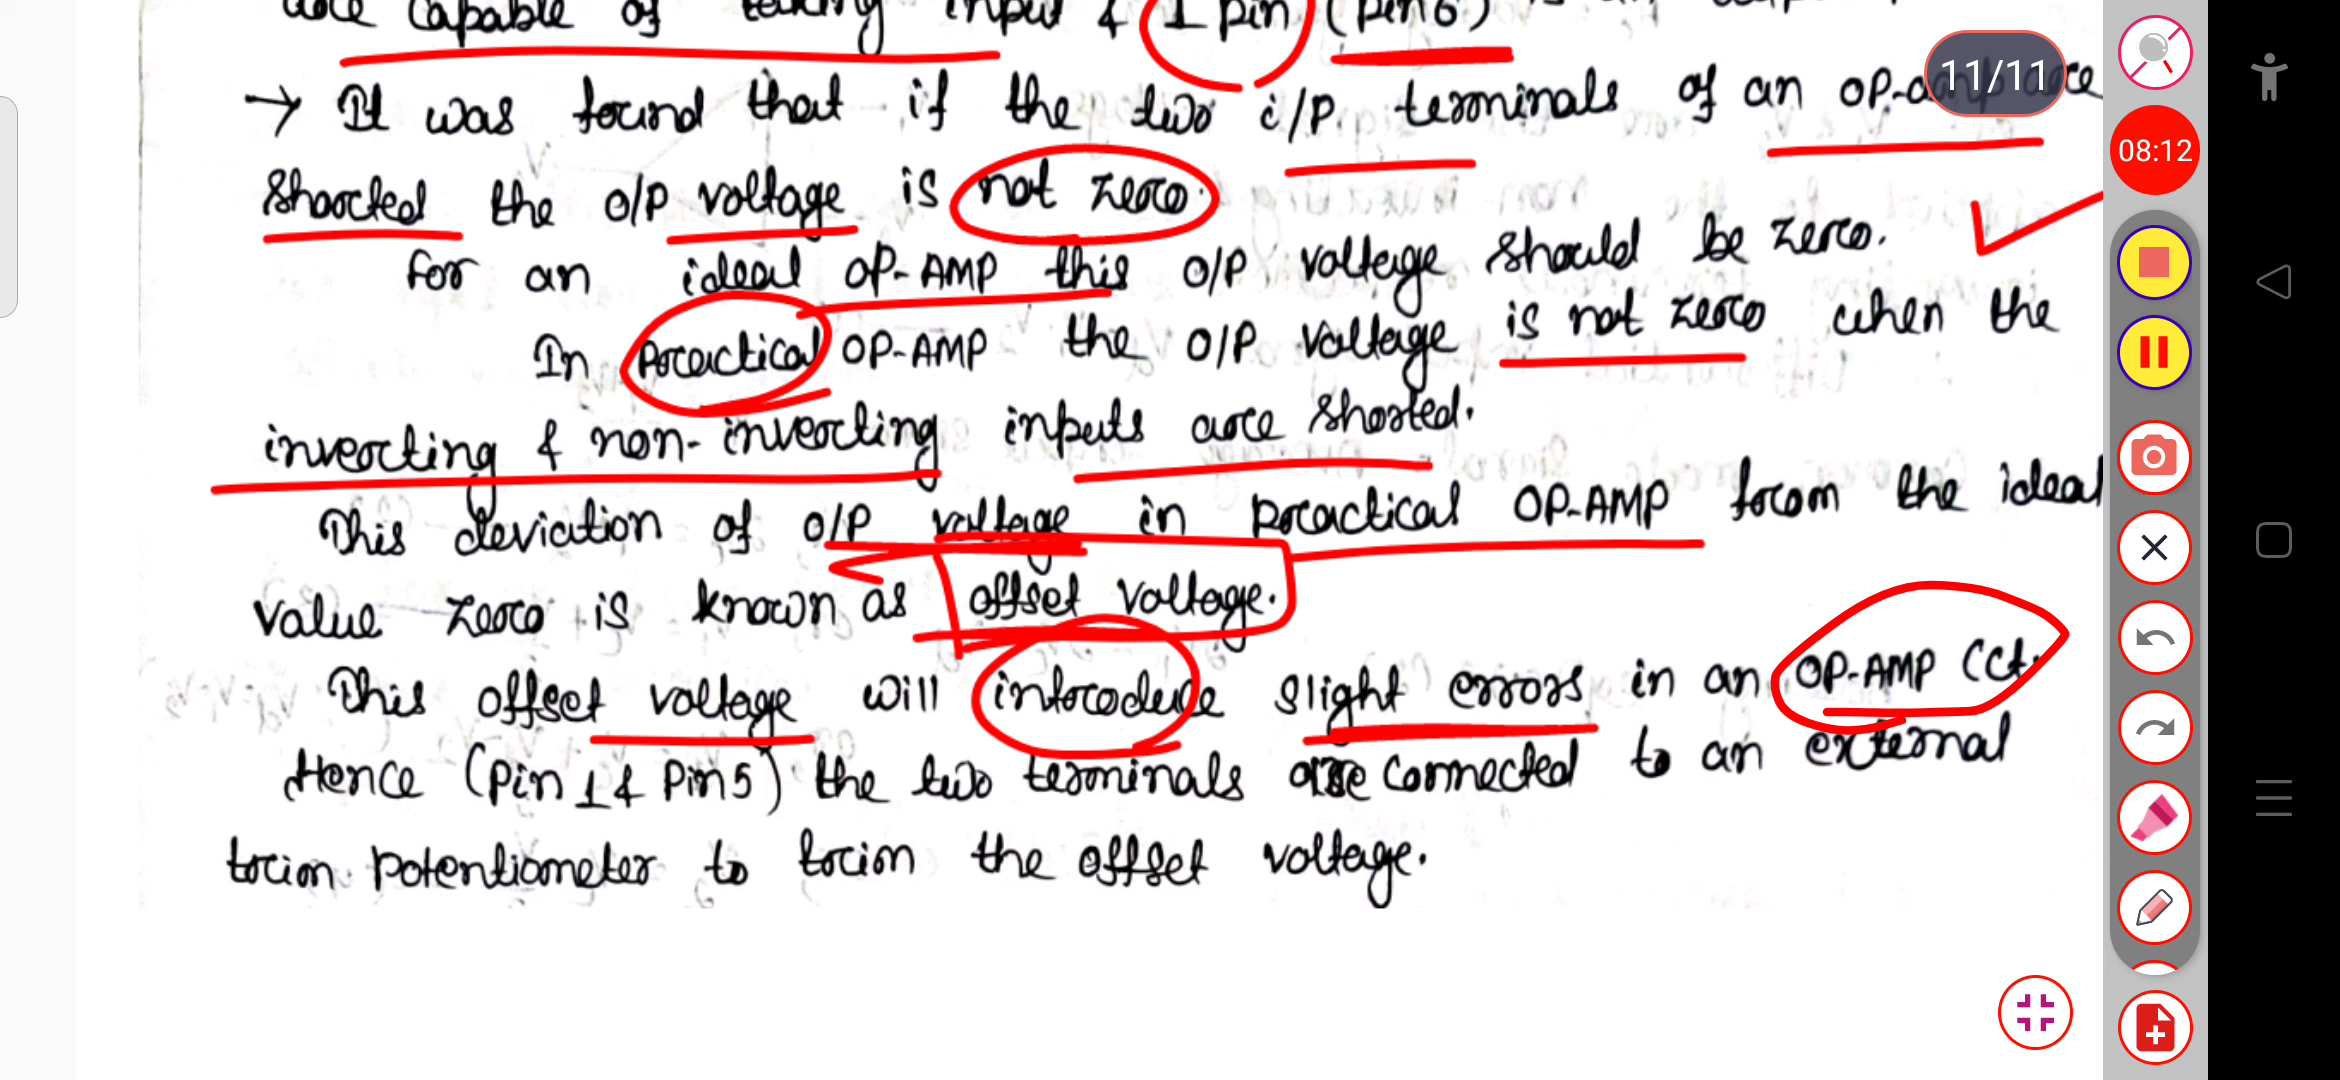 are capable of taking input & 1 pin (pin 6)
→ It was found that if the two i/p terminals of an op-amp are
shorted the o/p voltage is not zero.
For an ideal OP-AMP this o/p voltage should be zero.
In Practical OP-AMP the o/p voltage is not zero when the
inverting & non-inverting inputs are shorted.
This deviation of o/p voltage in practical OP-AMP from the ideal
value zero is known as offset voltage.
This offset voltage will introduce slight errors in an OP-AMP CCt.
Hence (Pin 1 & Pin 5) the two terminals are connected to an external
trim potentiometer to trim the offset voltage.
11/11
08:12